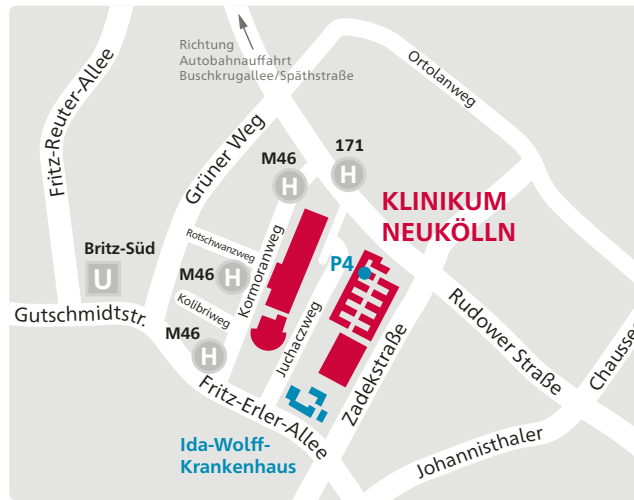 Richtung
Autobahnauffahrt
Buschkrugallee/Späthstraße
Fritz-Reuter-Allee
Ortolanweg
Grüner Weg
M46
171
H
H
KLINIKUM
NEUKÖLLN
Rotschwanzweg
Britz-Süd
U
M46
H
Kormoranweg
P4
Kolibriweg
Gutschmidtstr.
M46
H
Juchaczweg
Zadekstraße
Rudower Straße
Chaussee
Fritz-Erler-Allee
Ida-Wolff-
Krankenhaus
Johannisthaler